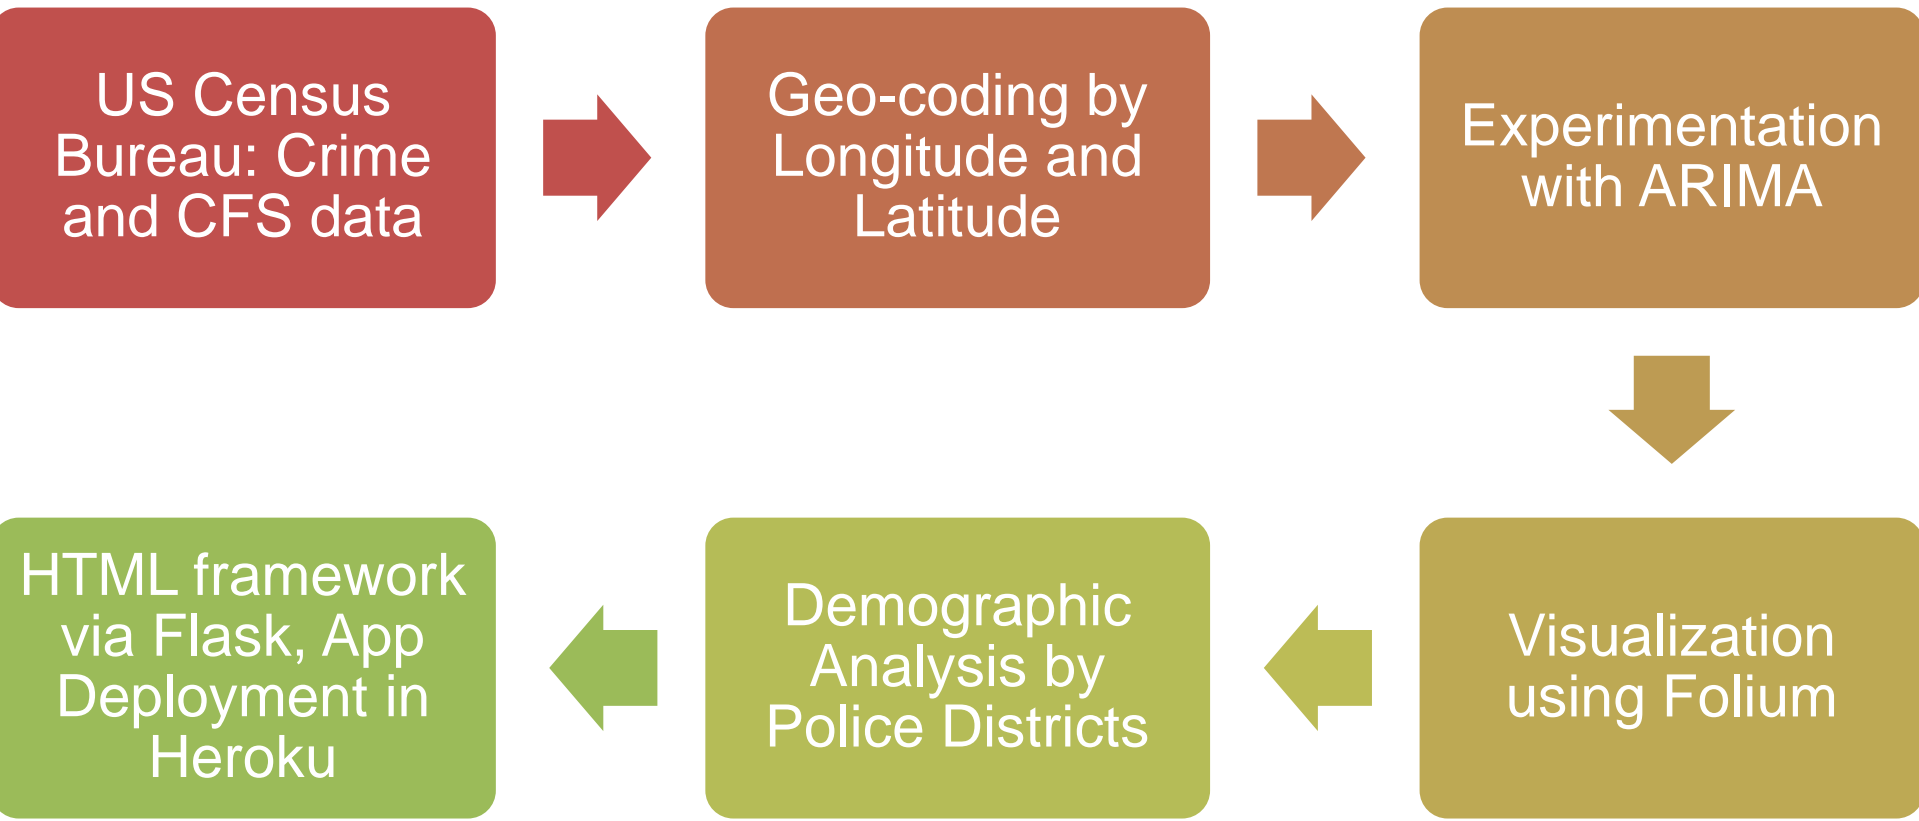 US Census
Bureau: Crime
and CFS data
Geo-coding by
Longitude and
Latitude
Experimentation
with ARIMA
Visualization
using Folium
Demographic
Analysis by
Police Districts
HTML framework
via Flask, App
Deployment in
Heroku